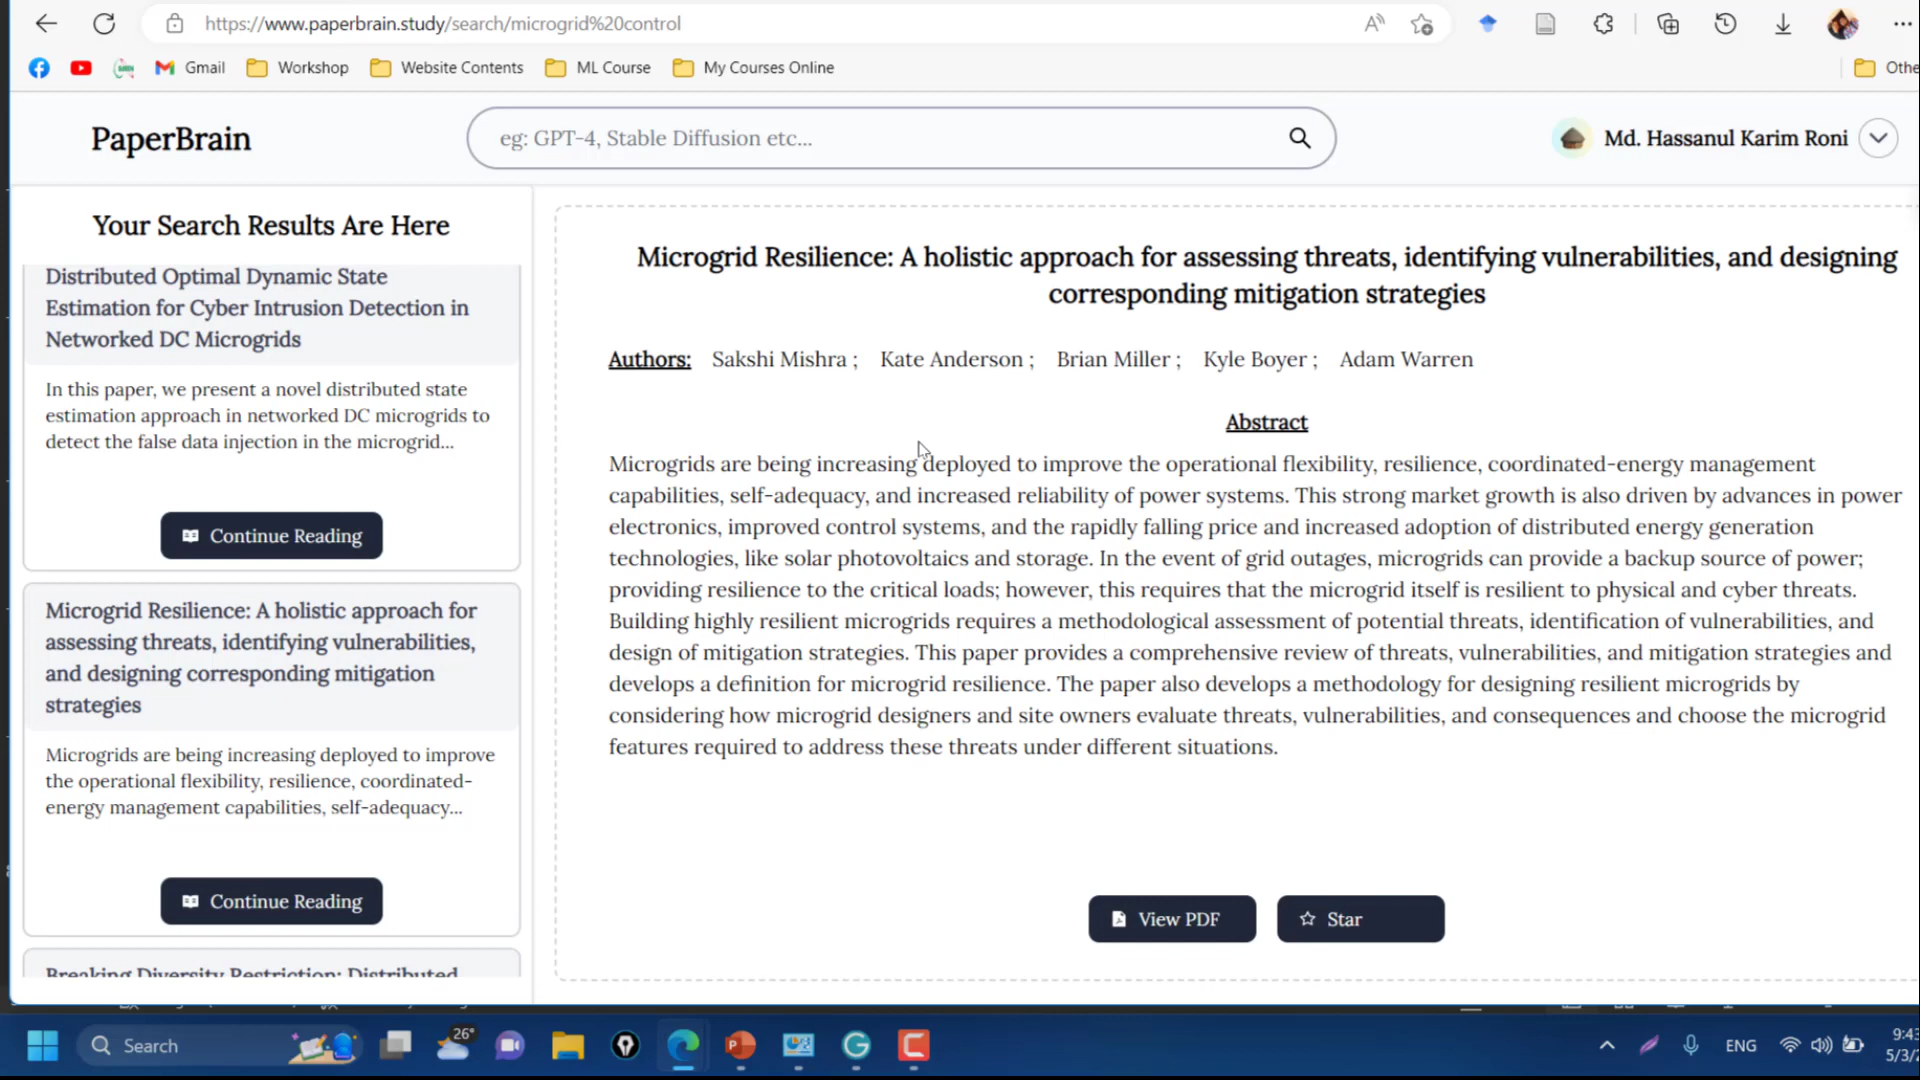 https://www.paperbrain.study/search/microgrid%20control
Gmail
Workshop
Website Contents
ML Course
My Courses Online
Othe
PaperBrain
eg: GPT-4, Stable Diffusion etc...
Md. Hassanul Karim Roni
Your Search Results Are Here
Distributed Optimal Dynamic State
Estimation for Cyber Intrusion Detection in
Networked DC Microgrids
In this paper, we present a novel distributed state
estimation approach in networked DC microgrids to
detect the false data injection in the microgrid...
Continue Reading
Microgrid Resilience: A holistic approach for
assessing threats, identifying vulnerabilities,
and designing corresponding mitigation
strategies
Microgrids are being increasing deployed to improve
the operational flexibility, resilience, coordinated-
energy management capabilities, self-adequacy...
Continue Reading
Breaking Diversity Restriction: Distributed
Microgrid Resilience: A holistic approach for assessing threats, identifying vulnerabilities, and designing
corresponding mitigation strategies
Authors: Sakshi Mishra ; Kate Anderson ; Brian Miller ; Kyle Boyer ; Adam Warren
Abstract
Microgrids are being increasing deployed to improve the operational flexibility, resilience, coordinated-energy management
capabilities, self-adequacy, and increased reliability of power systems. This strong market growth is also driven by advances in power
electronics, improved control systems, and the rapidly falling price and increased adoption of distributed energy generation
technologies, like solar photovoltaics and storage. In the event of grid outages, microgrids can provide a backup source of power;
providing resilience to the critical loads; however, this requires that the microgrid itself is resilient to physical and cyber threats.
Building highly resilient microgrids requires a methodological assessment of potential threats, identification of vulnerabilities, and
design of mitigation strategies. This paper provides a comprehensive review of threats, vulnerabilities, and mitigation strategies and
develops a definition for microgrid resilience. The paper also develops a methodology for designing resilient microgrids by
considering how microgrid designers and site owners evaluate threats, vulnerabilities, and consequences and choose the microgrid
features required to address these threats under different situations.
View PDF
Star
Search
26°
ENG
9:43
5/3/2